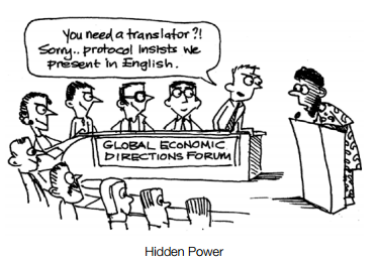 You need a translator?!
Sorry.. protocol insists we
present in English.
GLOBAL ECONOMIC
DIRECTIONS FORUM
Hidden Power